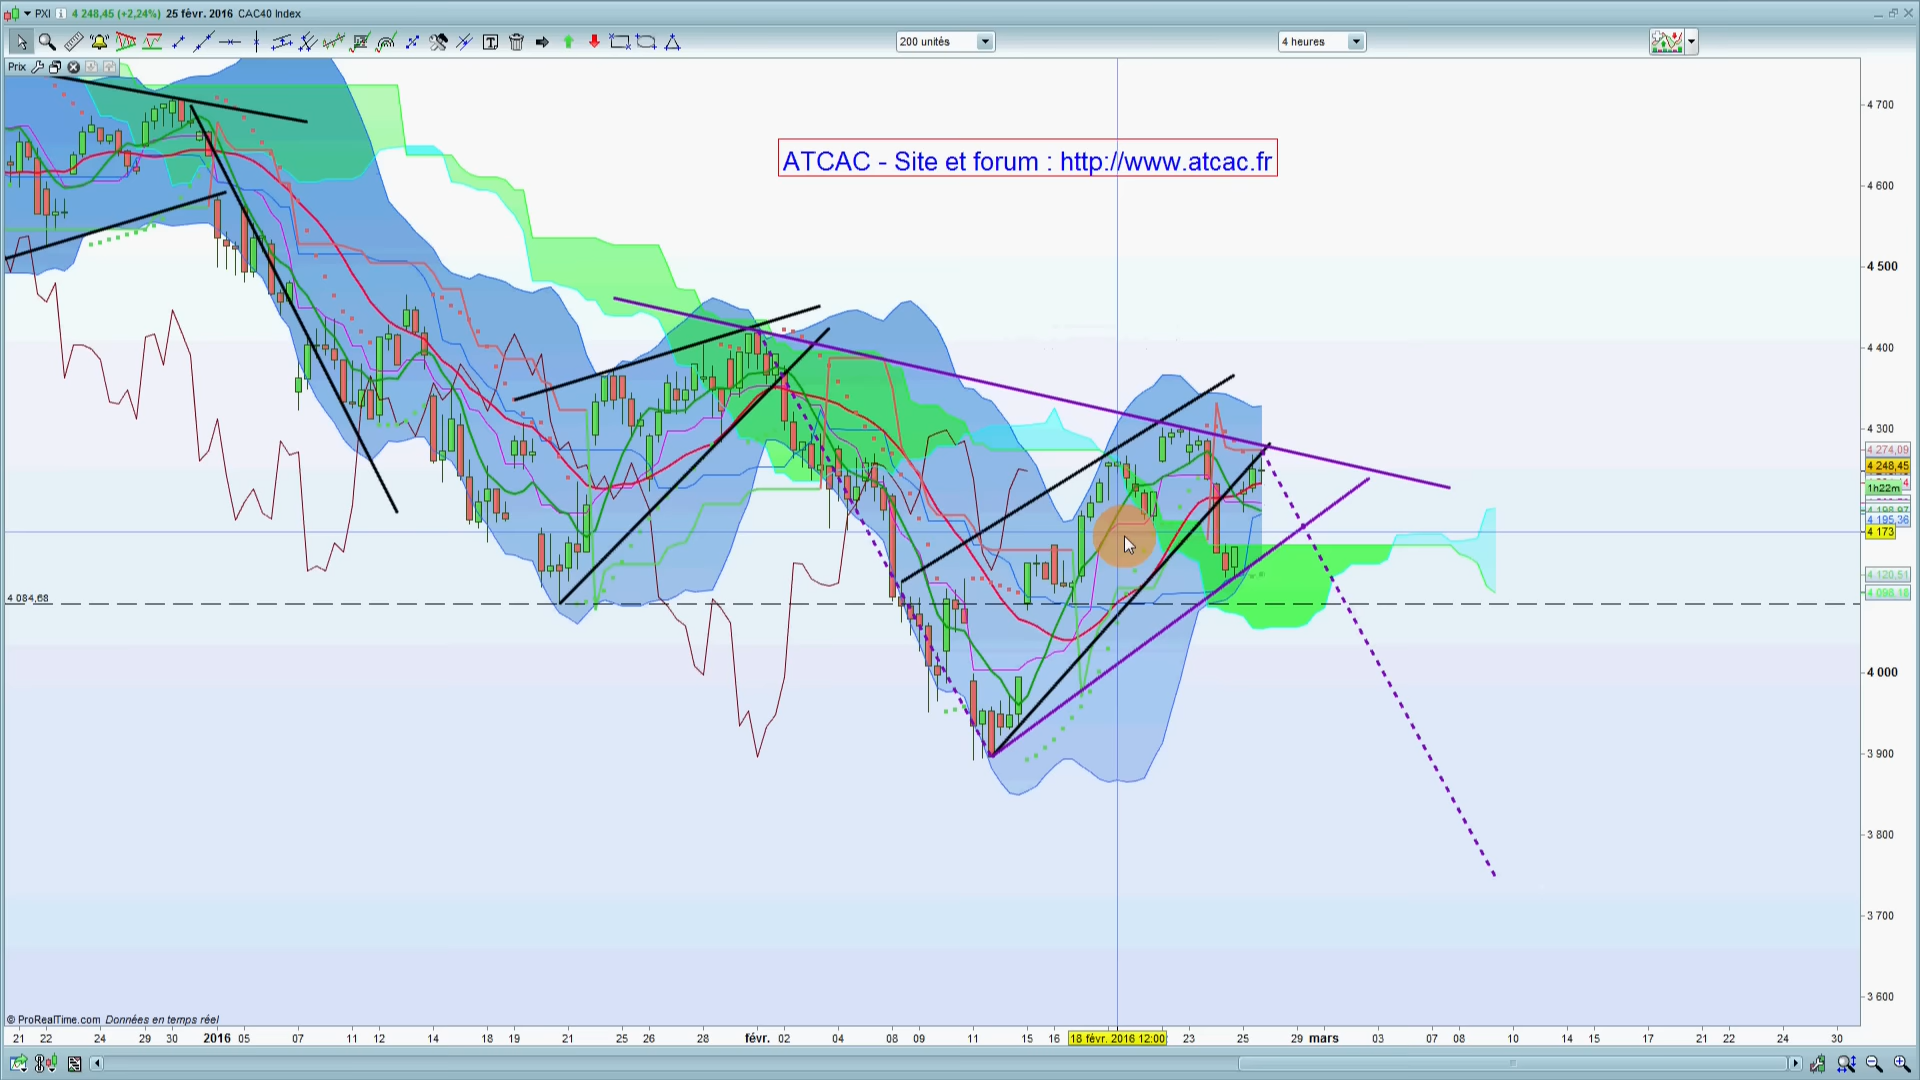 PXI 4 248,45 (+2,24%) 25 févr. 2016 CAC40 Index
200 unités
4 heures
Prix
ATCAC - Site et forum : http://www.atcac.fr
4 700
4 600
4 500
4 400
4 300
4 274,09
4 248,45
1h22m
4 195,36
4 173
4 120,51
4 098,18
4 084,68
4 000
3 900
3 800
3 700
3 600
© ProRealTime.com Données en temps réel
21 22 24 29 30 2016 05 07 11 12 14 18 19 21 25 26 28 févr. 02 04 08 09 11 15 16 18 févr. 2016 12:00 23 25 29 mars 03 07 08 10 14 15 17 21 22 24 30